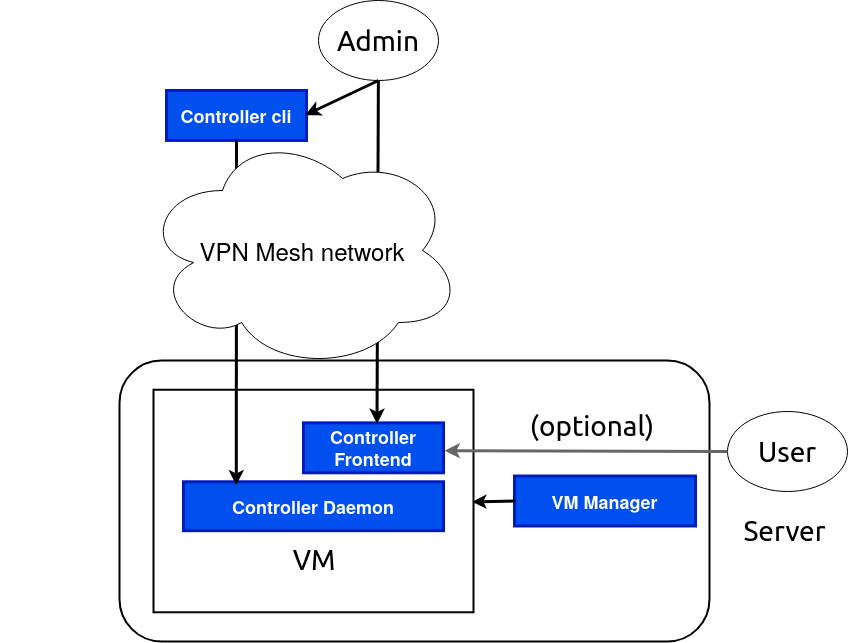 Admin
Controller cli
VPN Mesh network
(optional)
Controller
Frontend
User
VM Manager
Controller Daemon
Server
VM